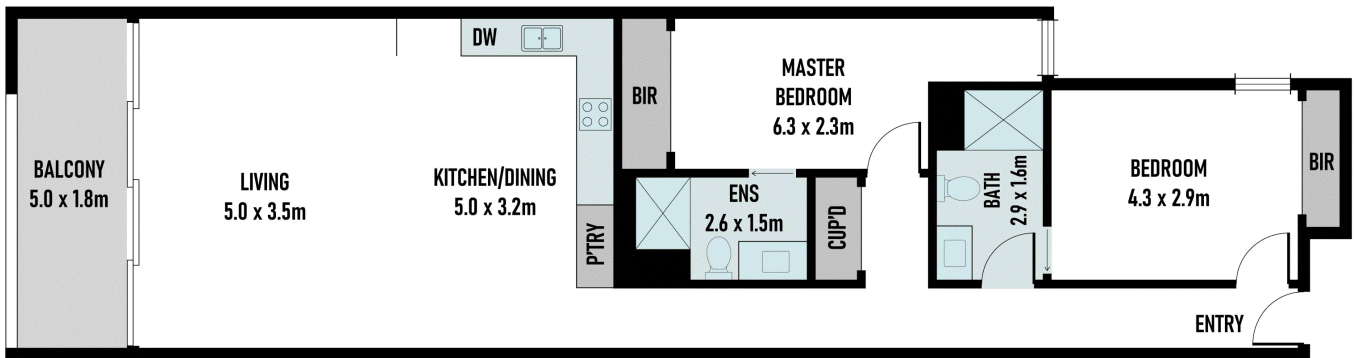 BALCONY
5.0 x 1.8m
LIVING
5.0 x 3.5m
KITCHEN/DINING
5.0 x 3.2m
DW
P'TRY
BIR
MASTER
BEDROOM
6.3 x 2.3m
ENS
2.6 x 1.5m
CUP'D
BATH
2.9 x 1.6m
BEDROOM
4.3 x 2.9m
BIR
ENTRY